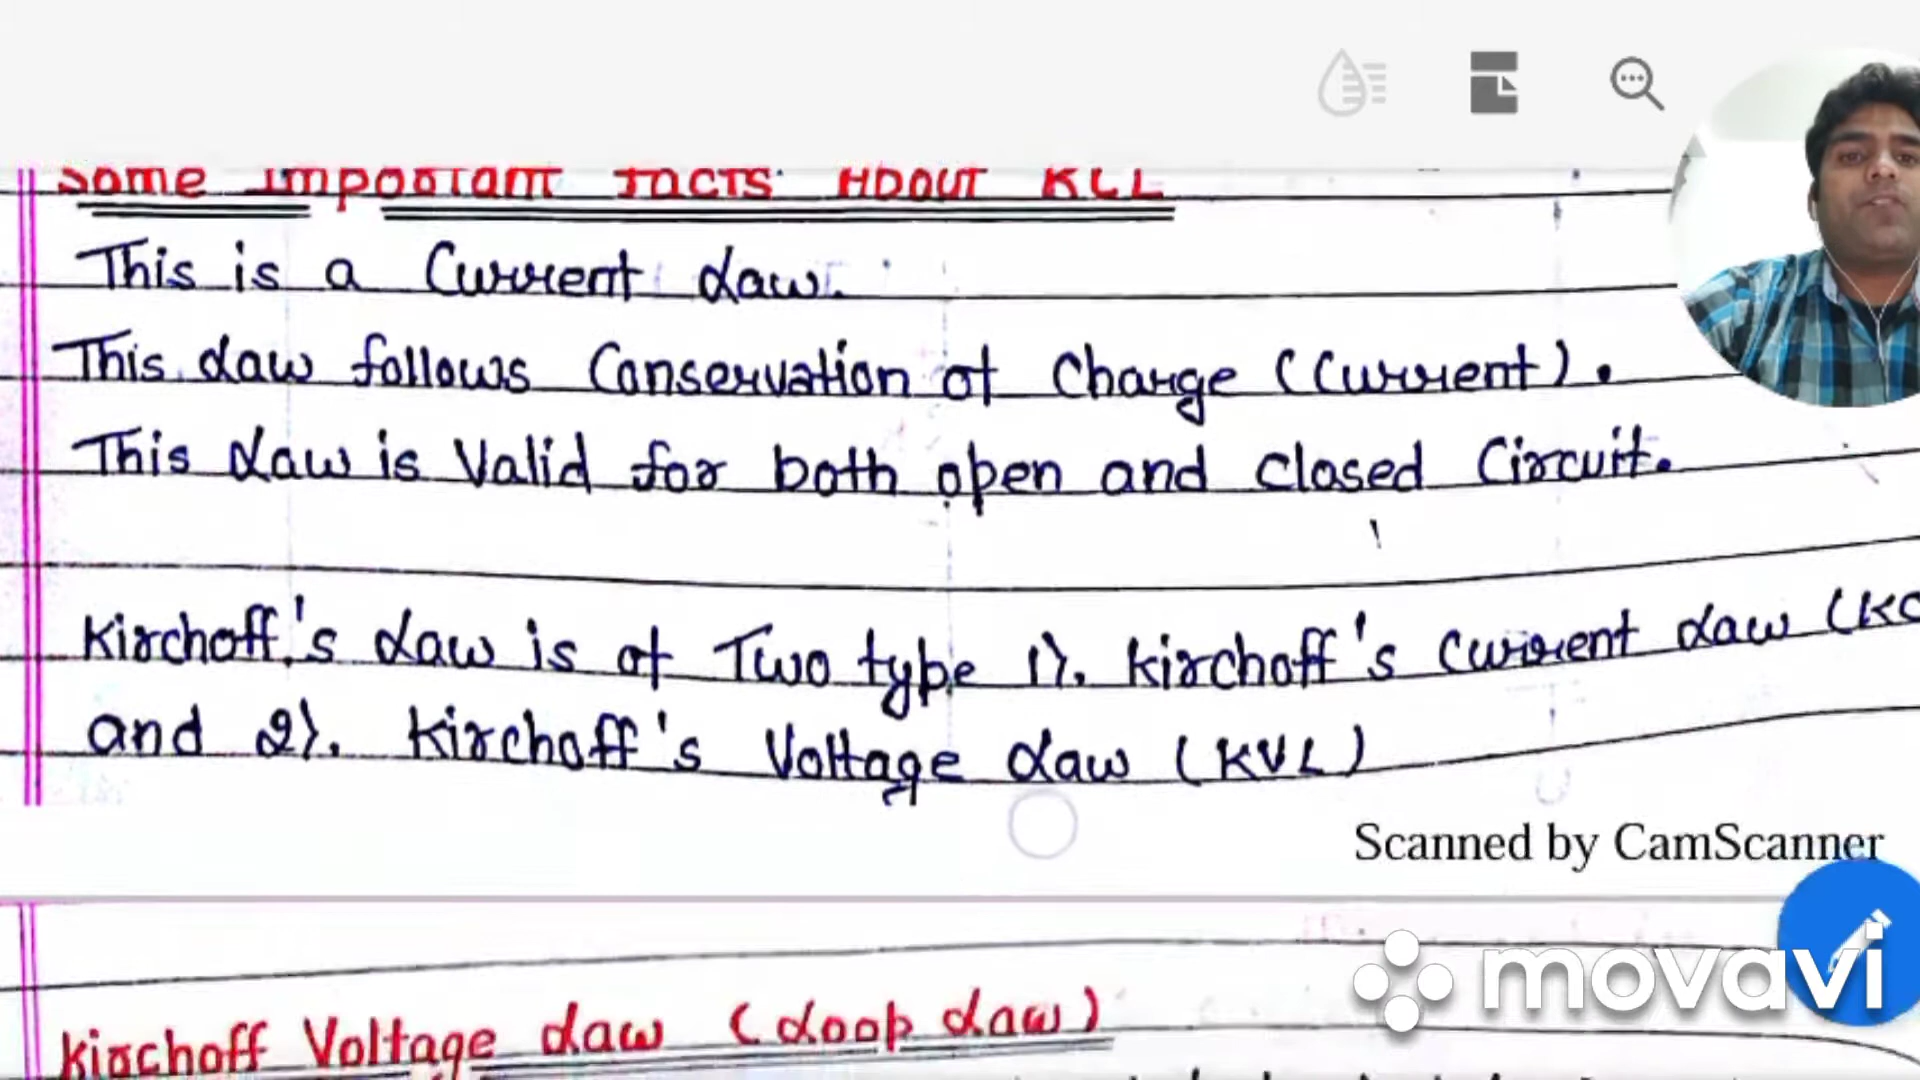 Some Important Facts About KCL
This is a Current Law.
This Law follows Conservation of Charge (Current).
This Law is Valid for both open and Closed Circuit.
Kirchoff's Law is of Two type 1). Kirchoff's Current Law (KC
and 2). Kirchoff's Voltage Law (KVL)
Scanned by CamScanner
movavi
Kirchoff Voltage Law (Loop Law)